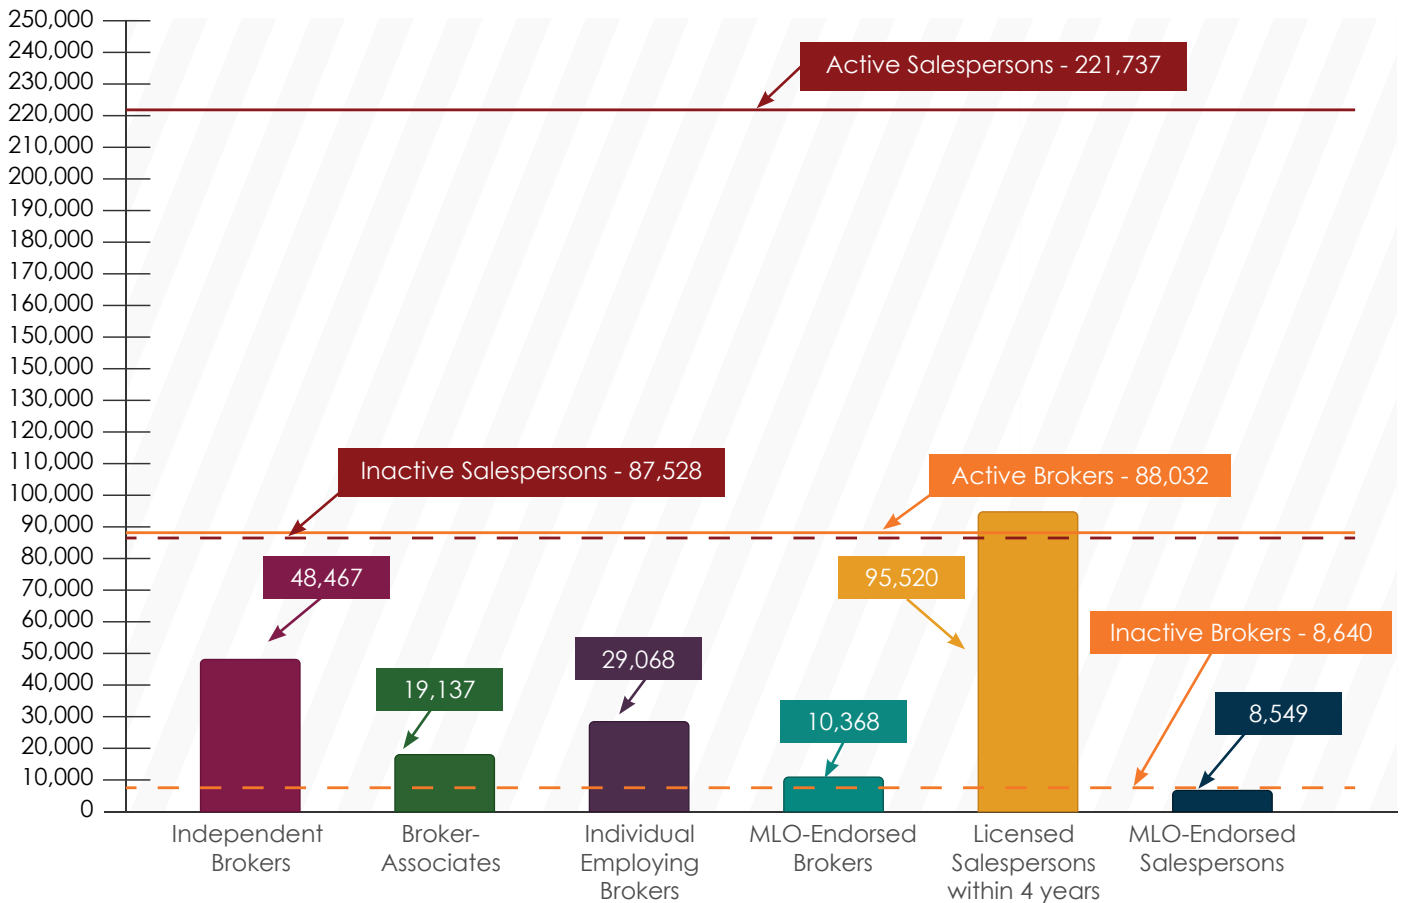 250,000
240,000
230,000
220,000
210,000
200,000
190,000
180,000
170,000
160,000
150,000
150,000
130,000
120,000
110,000
100,000
90,000
80,000
70,000
60,000
50,000
40,000
30,000
20,000
10,000
0
Active Salespersons - 221,737
Inactive Salespersons - 87,528
Active Brokers - 88,032
48,467
95,520
Inactive Brokers - 8,640
29,068
19,137
8,549
10,368
Independent
Brokers
Broker-
Associates
Individual
Employing
Brokers
MLO-Endorsed
Brokers
Licensed
Salespersons
within 4 years
MLO-Endorsed
Salespersons